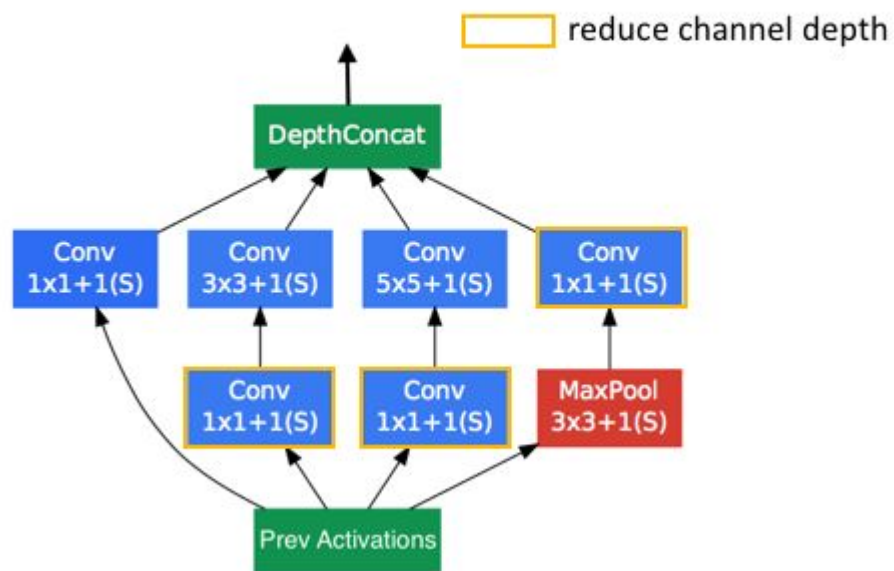 reduce channel depth
DepthConcat
Conv
1x1+1(S)
Conv
3x3+1(S)
Conv
5x5+1(S)
Conv
1x1+1(S)
Conv
1x1+1(S)
Conv
1x1+1(S)
MaxPool
3x3+1(S)
Prev Activations